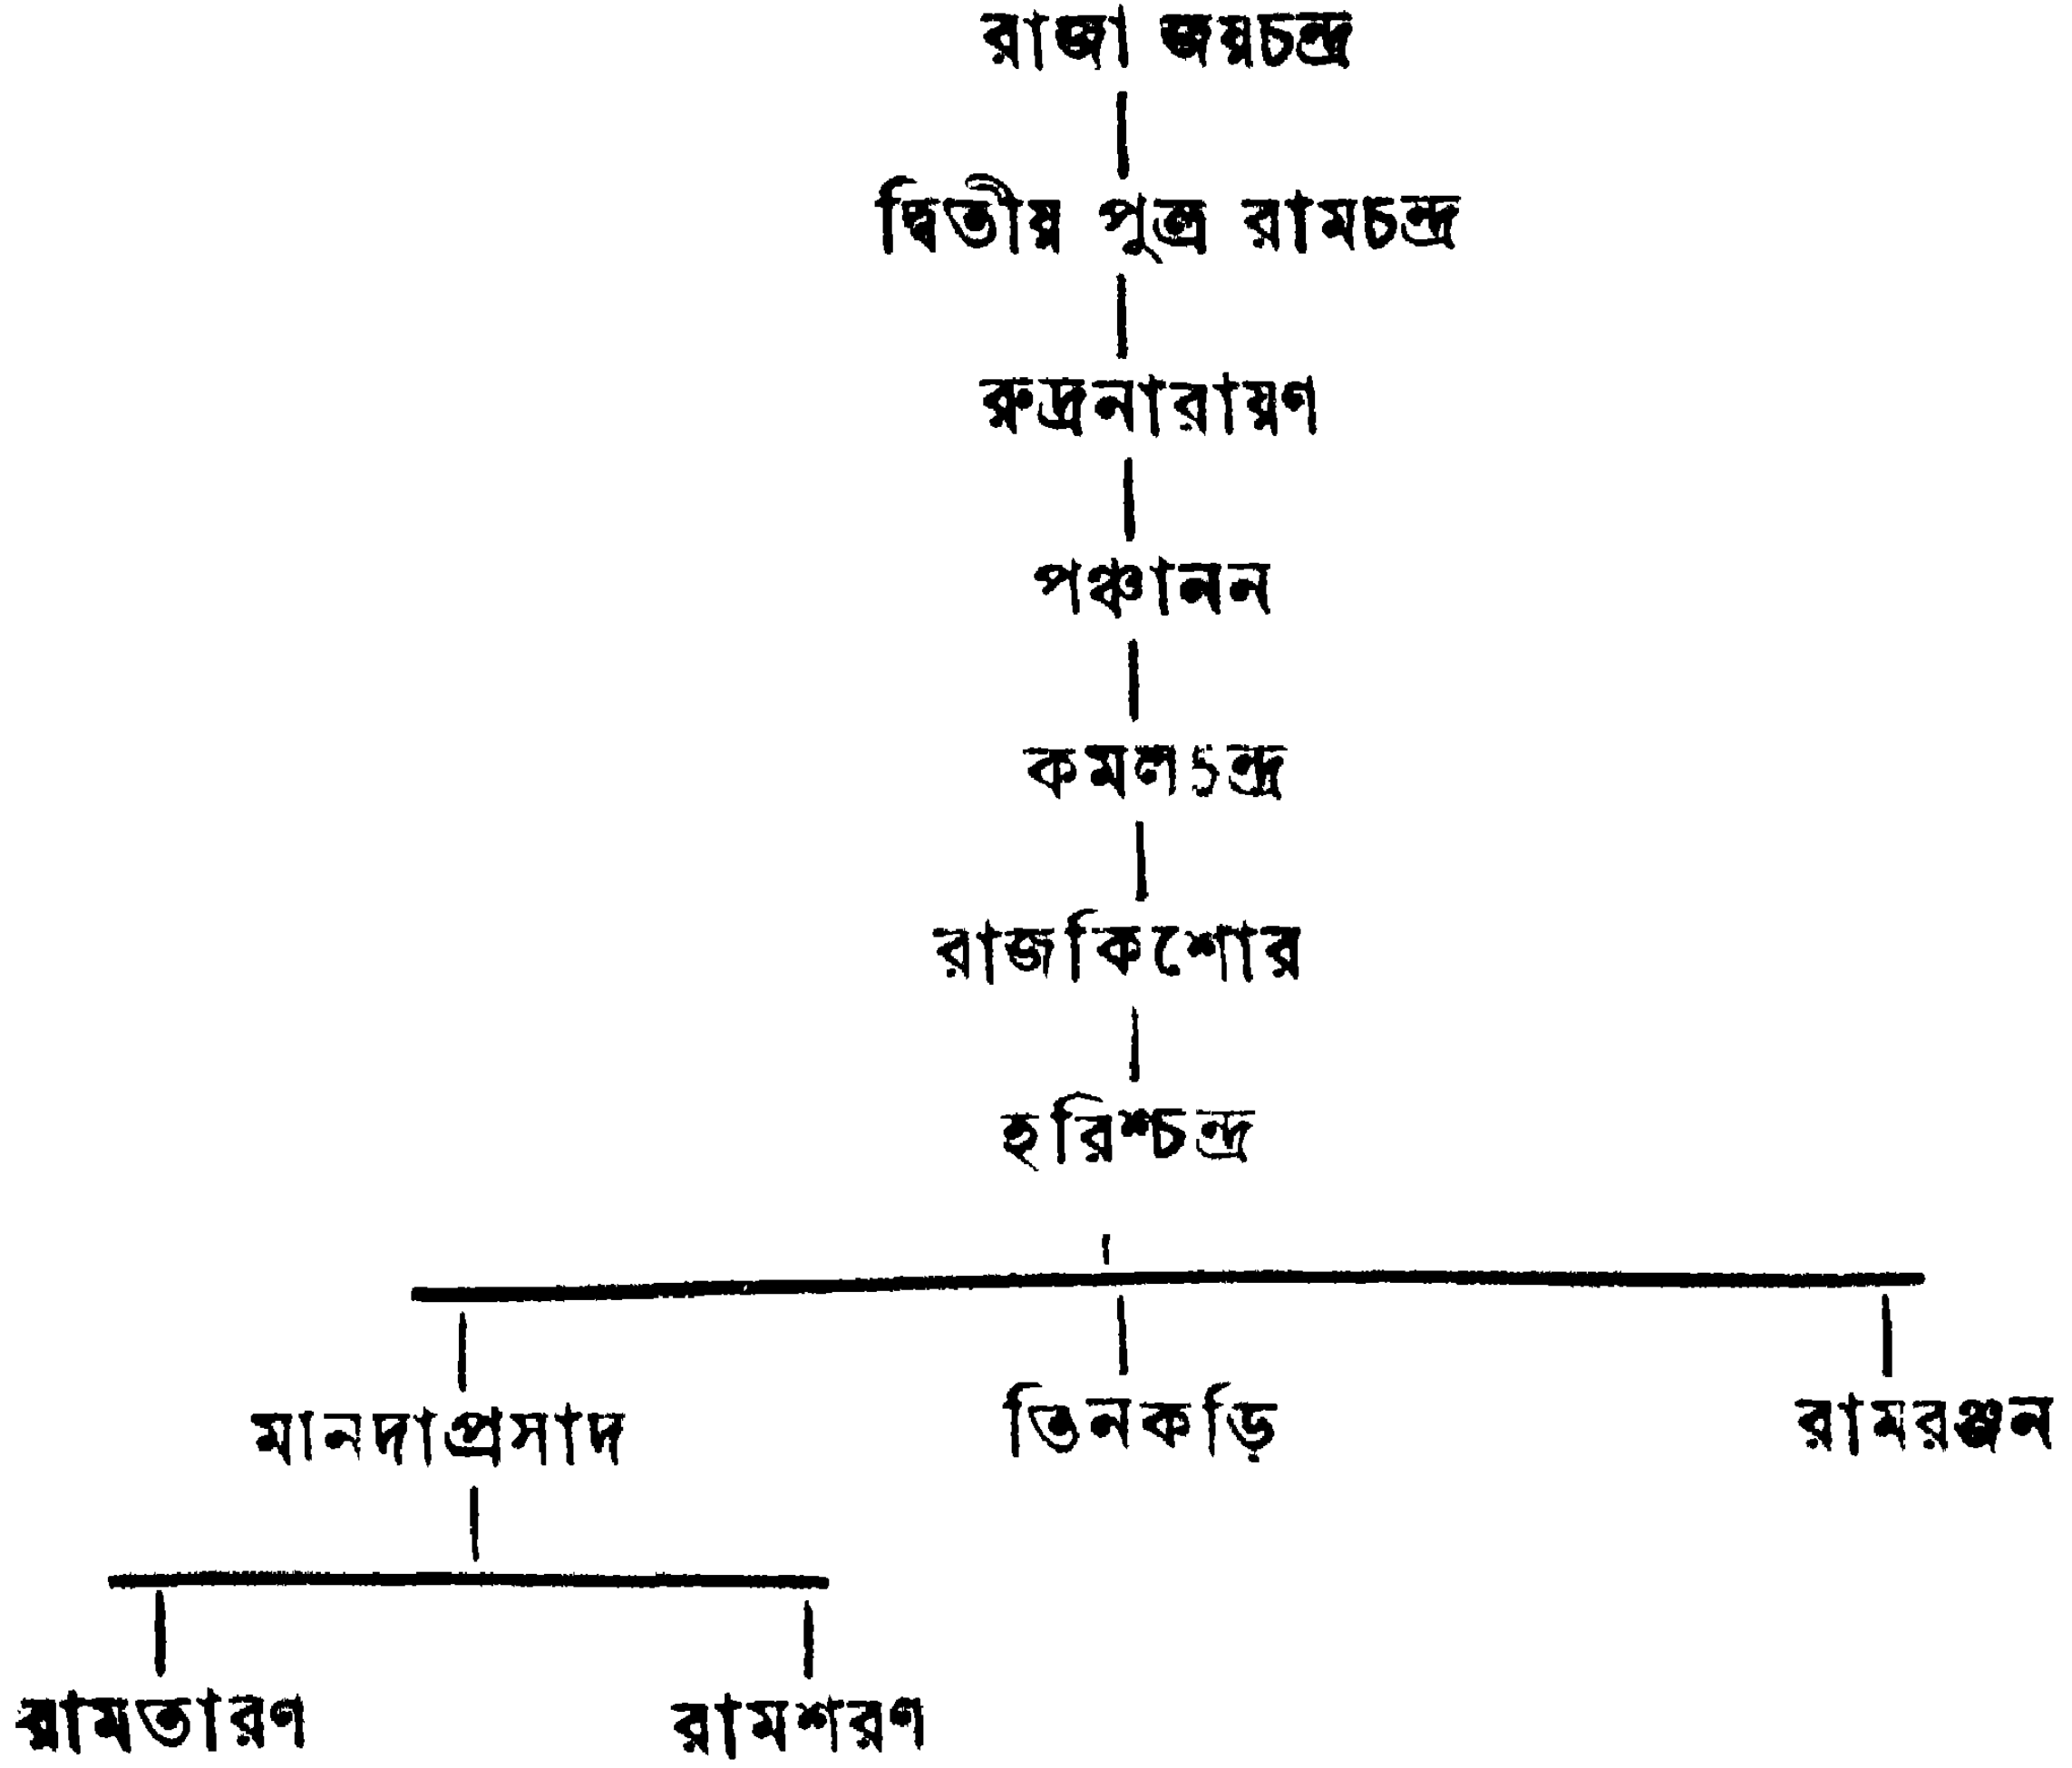 রাজা জয়চন্দ্র
দ্বিতীয় পুত্র রামচন্দ্র
রুদ্রনারায়ণ
পঞ্চানন
কমলচন্দ্র
রাজকিশোর
হরিশ্চন্দ্র
মানদাপ্রসাদ তিনকড়ি রামরঞ্জন
রামতারণ রামশরণ